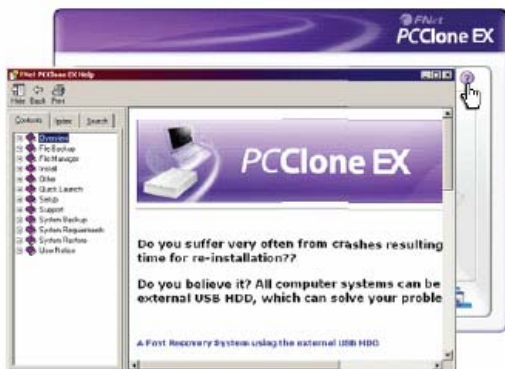 FNet
PCClone EX
FNet PCClone EX Help
Hide Back Print
Contents Index Search
Overview
File Backup
File Manager
Install
Other
Quick Launch
Setup
Support
System Backup
System Requirements
System Restore
User Notice
PCClone EX
Do you suffer very often from crashes resulting
time for re-installation??
Do you believe it? All computer systems can be
external USB HDD, which can solve your proble
A Fast Recovery System using the external USB HDD